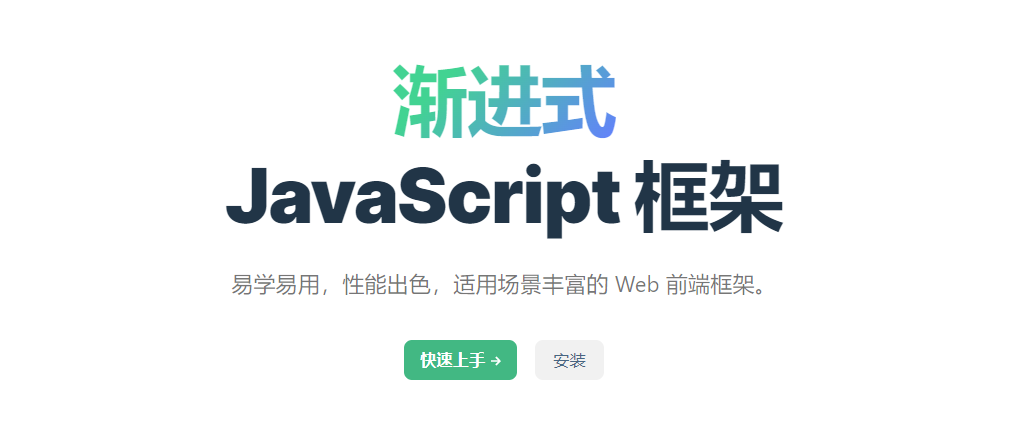 渐进式
JavaScript 框架
易学易用，性能出色，适用场景丰富的 Web 前端框架。
快速上手 →
安装